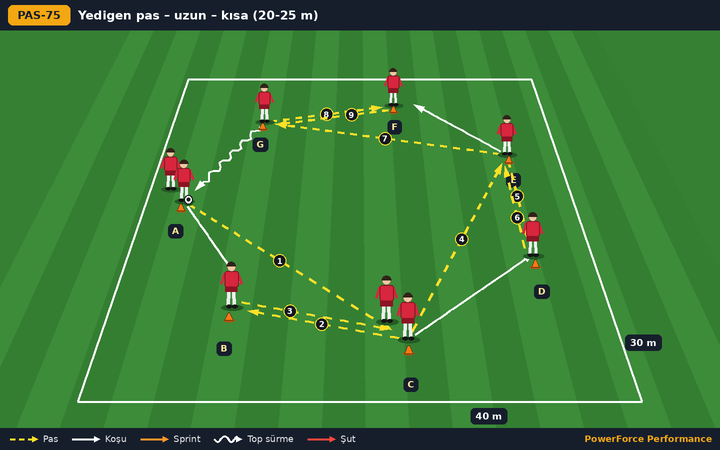 PAS-75 Yedigen pas – uzun – kısa (20-25 m)
8 9
F
G
7
E
5
6
A
4
1
D
3
2
B
30 m
C
40 m
Pas Koşu Sprint Top sürme Şut PowerForce Performance